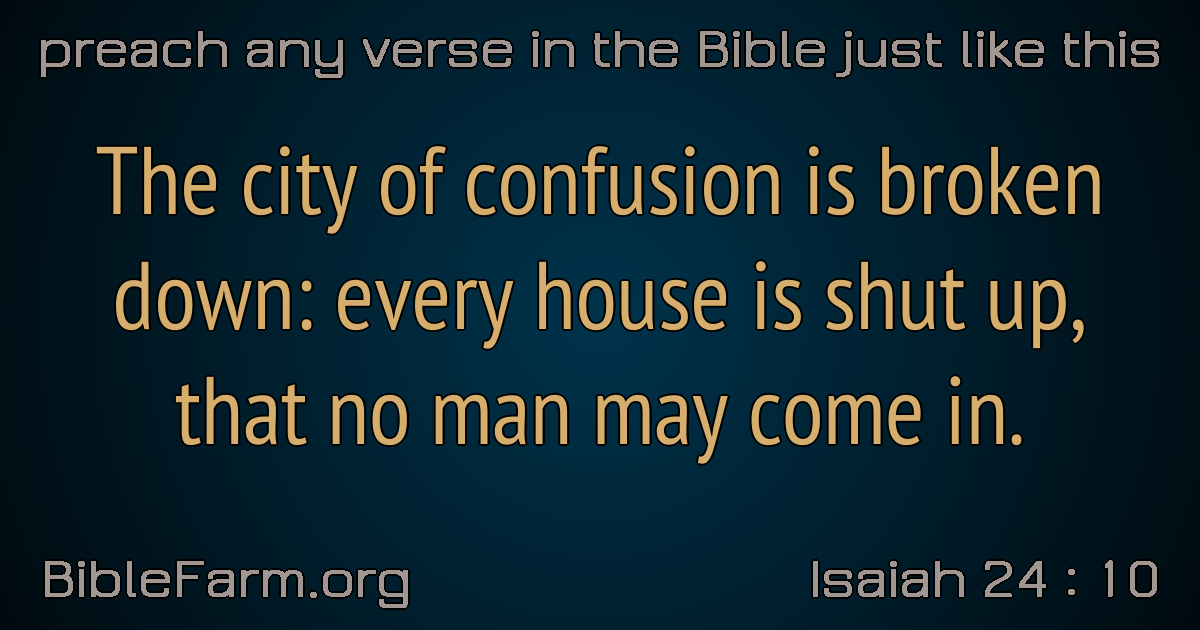 preach any verse in the Bible just like this
The city of confusion is broken
down: every house is shut up,
that no man may come in.
BibleFarm.org
Isaiah 24 : 10